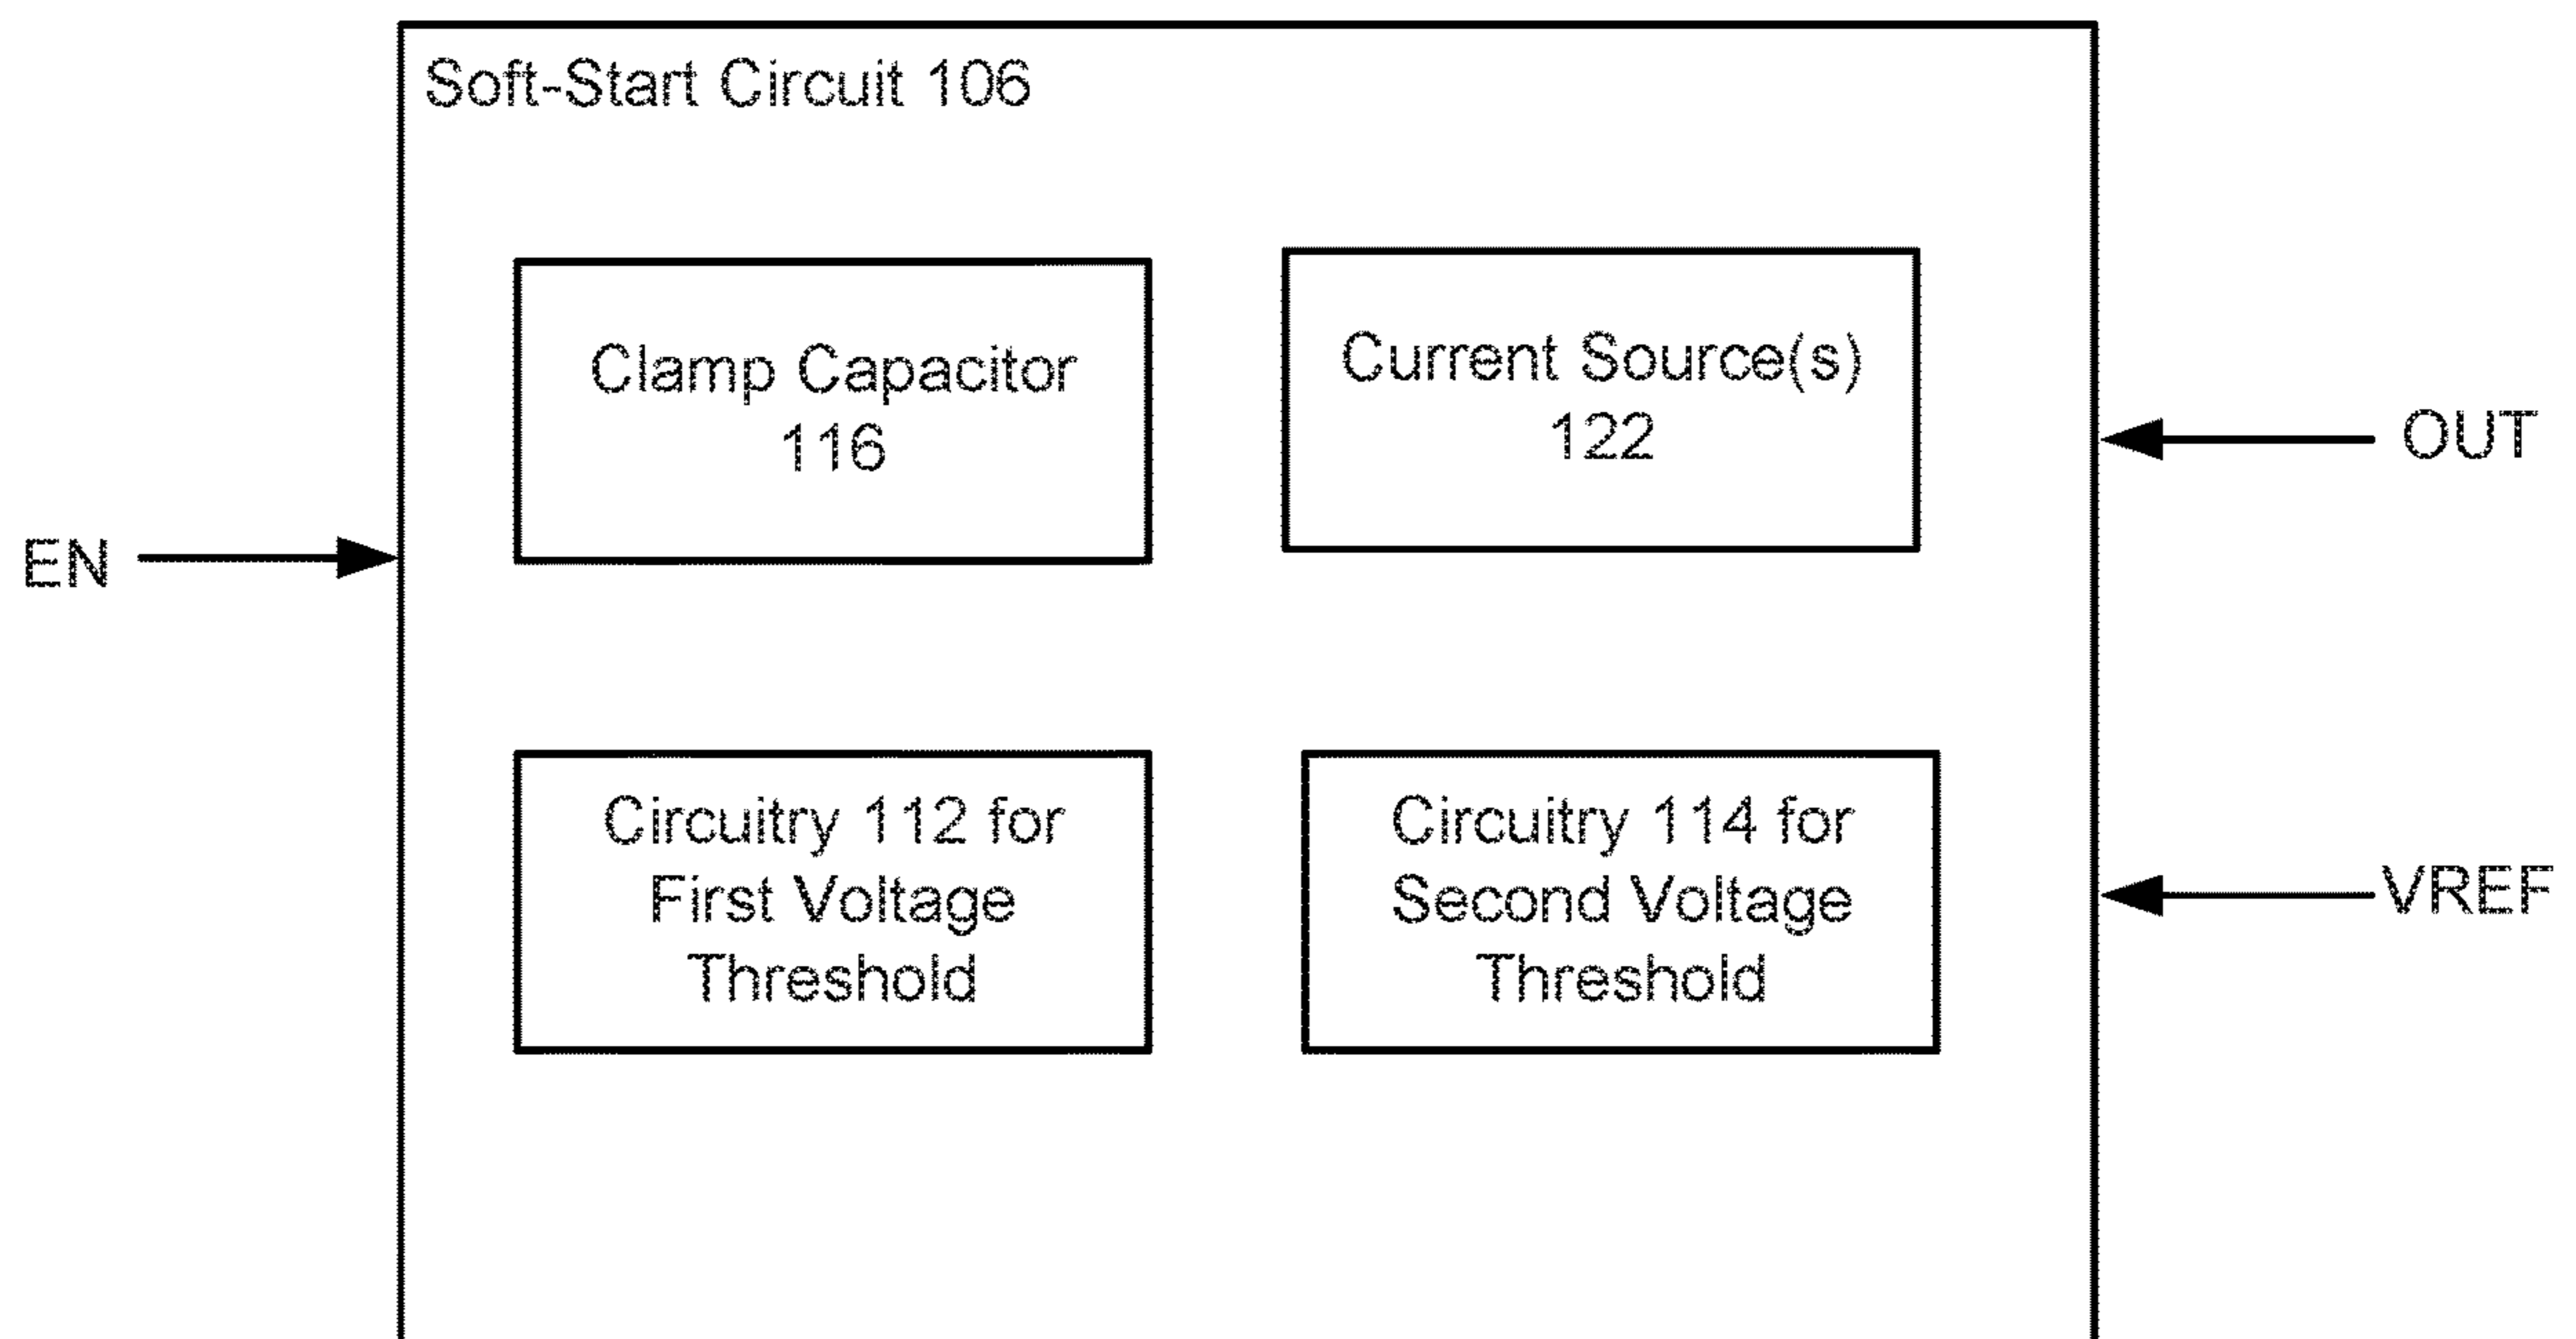 Soft-Start Circuit 106
Clamp Capacitor
116
Current Source(s)
122
OUT
EN
Circuitry 112 for
First Voltage
Threshold
Circuitry 114 for
Second Voltage
Threshold
VREF